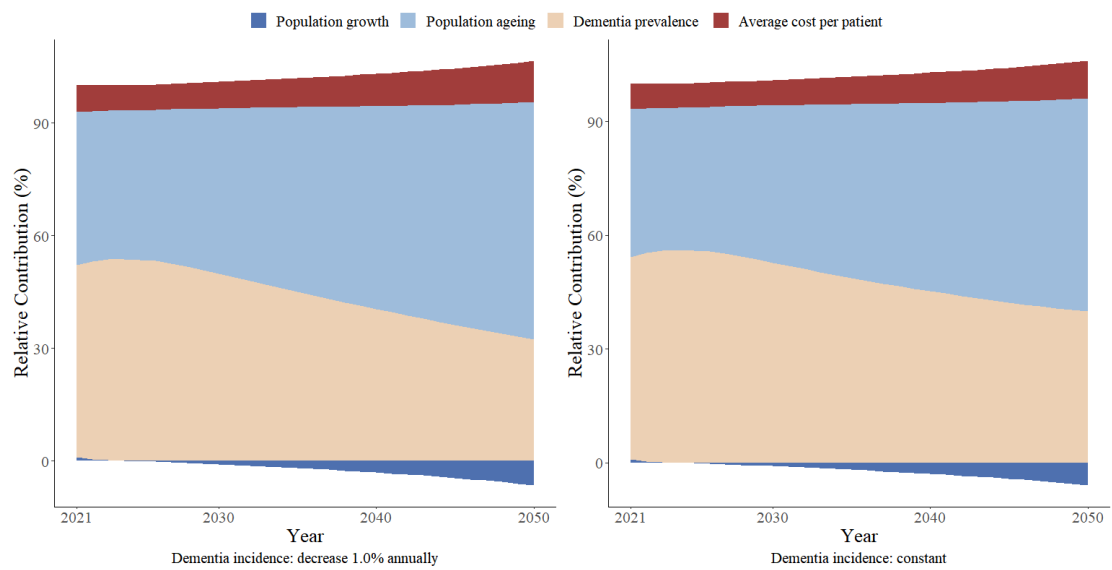 Population growth Population ageing Dementia prevalence Average cost per patient
Relative Contribution (%)
90
60
30
0
2021 2030 2040 2050
Year
Dementia incidence: decrease 1.0% annually
Relative Contribution (%)
90
60
30
0
2021 2030 2040 2050
Year
Dementia incidence: constant